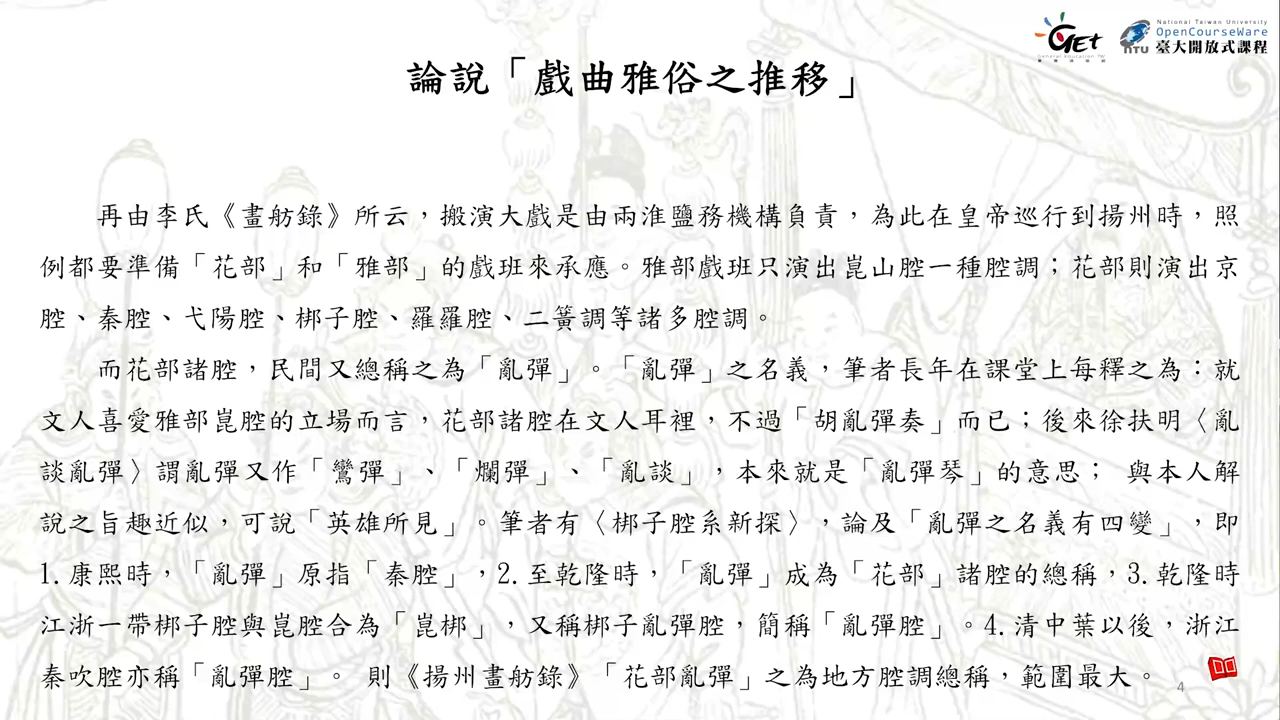 GEt
General Education TW
National Taiwan University
OpenCourseWare
NTU 臺大開放式課程
論說「戲曲雅俗之推移」
再由李氏《畫舫錄》所云，搬演大戲是由兩淮鹽務機構負責，為此在皇帝巡行到揚州時，照
例都要準備「花部」和「雅部」的戲班來承應。雅部戲班只演出崑山腔一種腔調；花部則演出京
腔、秦腔、弋陽腔、梆子腔、羅羅腔、二簧調等諸多腔調。
而花部諸腔，民間又總稱之為「亂彈」。「亂彈」之名義，筆者長年在課堂上每釋之為：就
文人喜愛雅部崑腔的立場而言，花部諸腔在文人耳裡，不過「胡亂彈奏」而已；後來徐扶明〈亂
談亂彈〉謂亂彈又作「鸞彈」、「爛彈」、「亂談」，本來就是「亂彈琴」的意思； 與本人解
說之旨趣近似，可說「英雄所見」。筆者有〈梆子腔系新探〉，論及「亂彈之名義有四變」，即
1.康熙時，「亂彈」原指「秦腔」，2.至乾隆時，「亂彈」成為「花部」諸腔的總稱，3.乾隆時
江浙一帶梆子腔與崑腔合為「崑梆」，又稱梆子亂彈腔，簡稱「亂彈腔」。4.清中葉以後，浙江
秦吹腔亦稱「亂彈腔」。 則《揚州畫舫錄》「花部亂彈」之為地方腔調總稱，範圍最大。
4